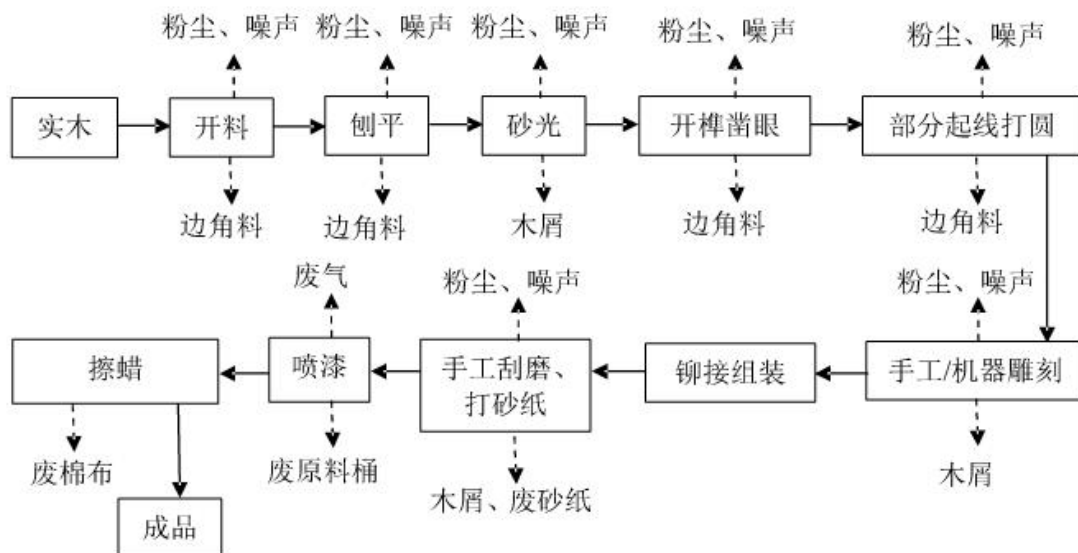 粉尘、噪声 粉尘、噪声 粉尘、噪声 粉尘、噪声 粉尘、噪声
实木 开料 刨平 砂光 开榫凿眼 部分起线打圆
边角料 边角料 木屑 边角料 边角料
废气 粉尘、噪声 粉尘、噪声
擦蜡 喷漆 手工刮磨、
打砂纸 铆接组装 手工/机器雕刻
废棉布 废原料桶 木屑、废砂纸 木屑
成品